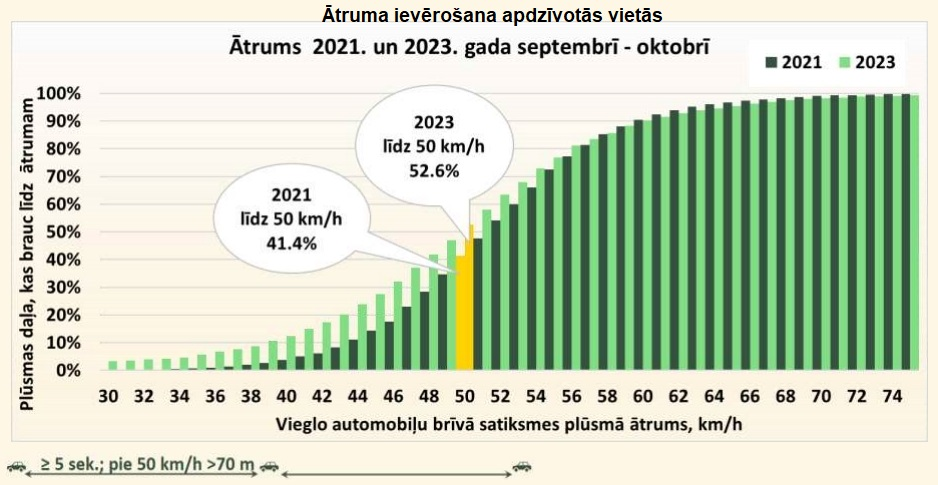 Ātruma ievērošana apdzīvotās vietās
Ātrums 2021. un 2023. gada septembrī - oktobrī
2021 2023
Plūsmas daļa, kas brauc līdz ātrumam
100%
90%
80%
70%
60%
50%
40%
30%
20%
10%
0%
2023
līdz 50 km/h
52.6%
2021
līdz 50 km/h
41.4%
30 32 34 36 38 40 42 44 46 48 50 52 54 56 58 60 62 64 66 68 70 72 74
Vieglo automobiļu brīvā satiksmes plūsmā ātrums, km/h
≥ 5 sek.; pie 50 km/h >70 m